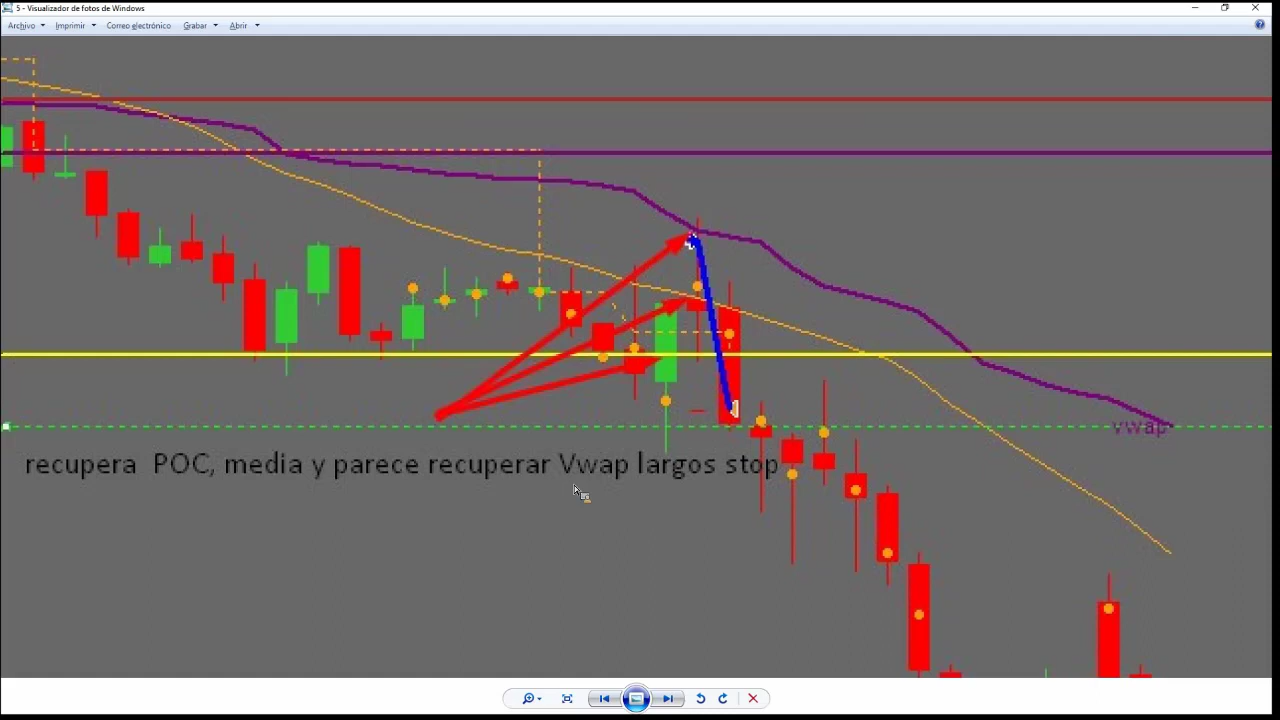 5 - Visualizador de fotos de Windows
Archivo Imprimir Correo electrónico Grabar Abrir
vwap
recupera POC, media y parece recuperar Vwap largos stop